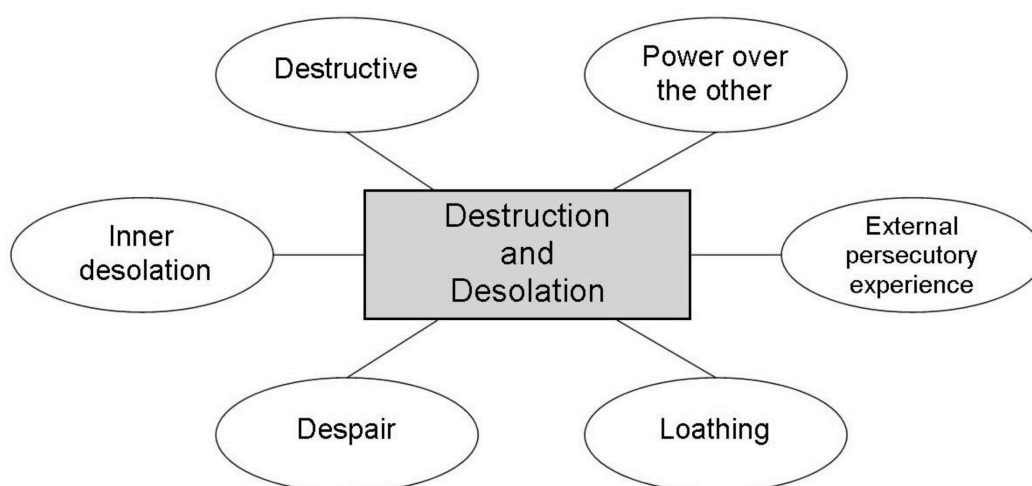 Destructive
Power over
the other
Inner
desolation
Destruction
and
Desolation
External
persecutory
experience
Despair
Loathing